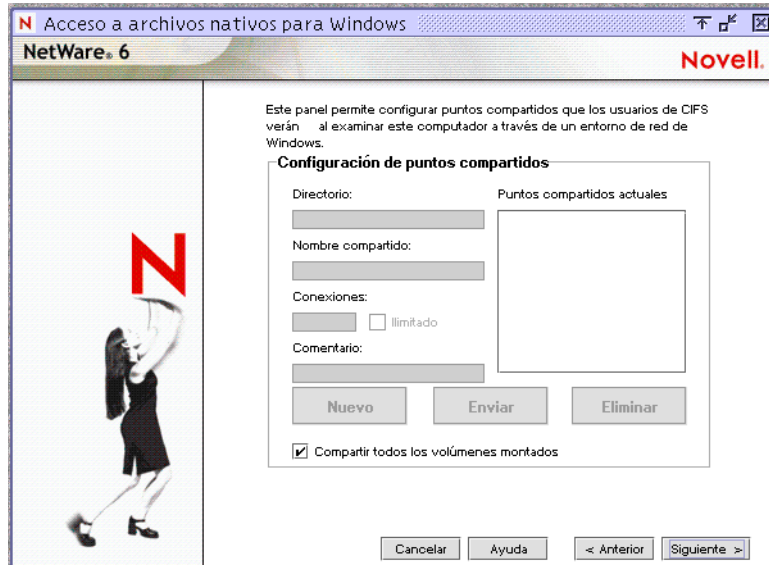 N Acceso a archivos nativos para Windows
NetWare® 6
Novell.
Este panel permite configurar puntos compartidos que los usuarios de CIFS
verán al examinar este computador a través de un entorno de red de
Windows.
Configuración de puntos compartidos
Directorio:
Puntos compartidos actuales
Nombre compartido:
Conexiones:
Ilimitado
Comentario:
Nuevo
Enviar
Eliminar
Compartir todos los volúmenes montados
N
Cancelar
Ayuda
< Anterior
Siguiente >